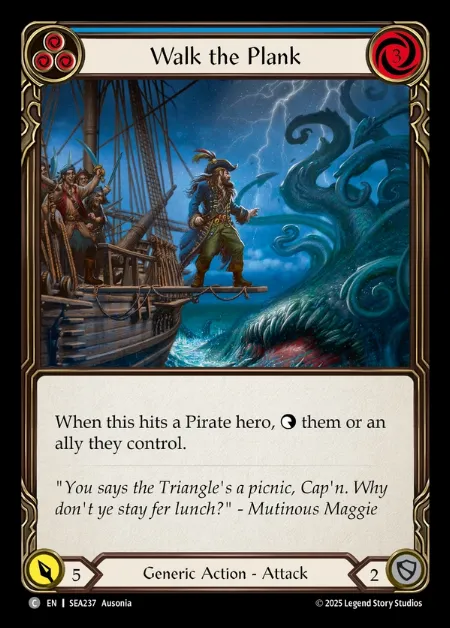 Walk the Plank
3
When this hits a Pirate hero, them or an
ally they control.
"You says the Triangle's a picnic, Cap'n. Why
don't ye stay fer lunch?" - Mutinous Maggie
5
Generic Action - Attack
2
C EN | SEA237 Ausonia
© 2025 Legend Story Studios